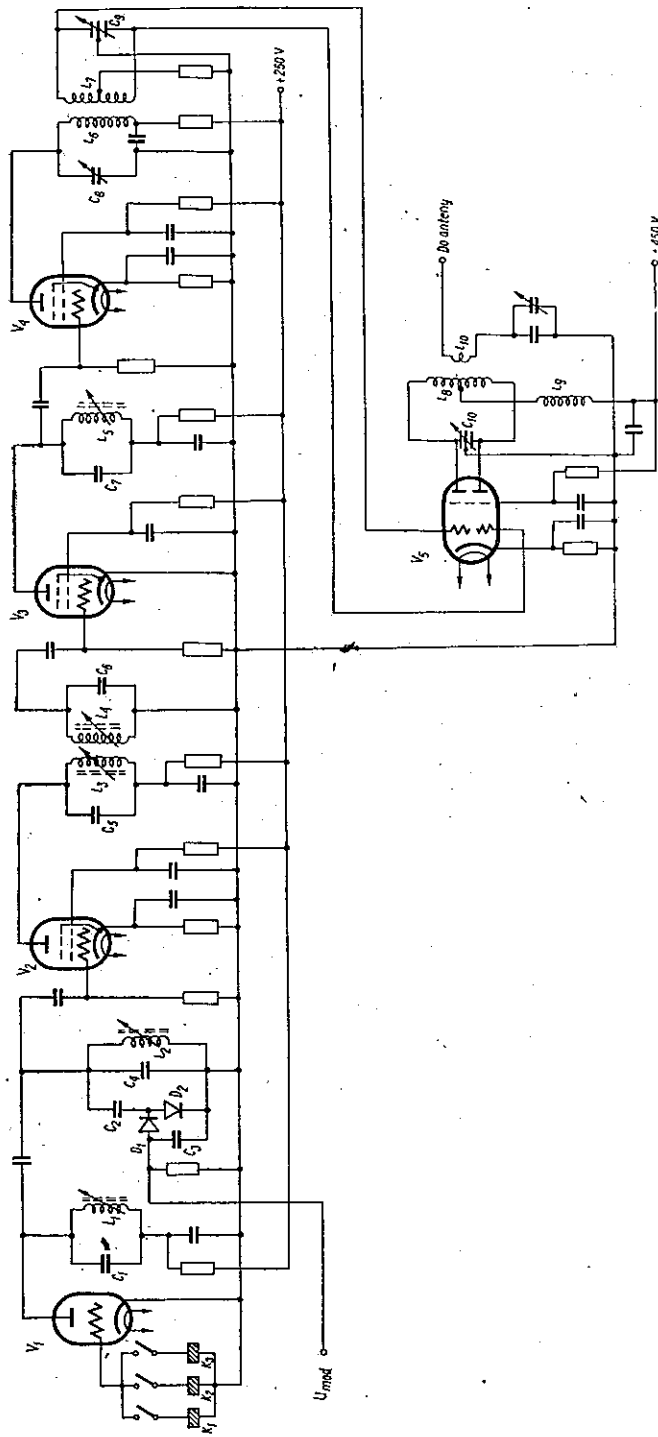 V₁
V₂
V₃
V₄
V₅
K₁
K₂
K₃
C₁
L₁
D₁
D₂
C₂
C₃
C₄
L₂
C₅
L₃
L₄
C₆
C₇
L₅
C₈
L₆
L₇
C₉
U mod
+250 V
C₁₀
L₈
L₁₀
L₉
Do anteny
+450 V